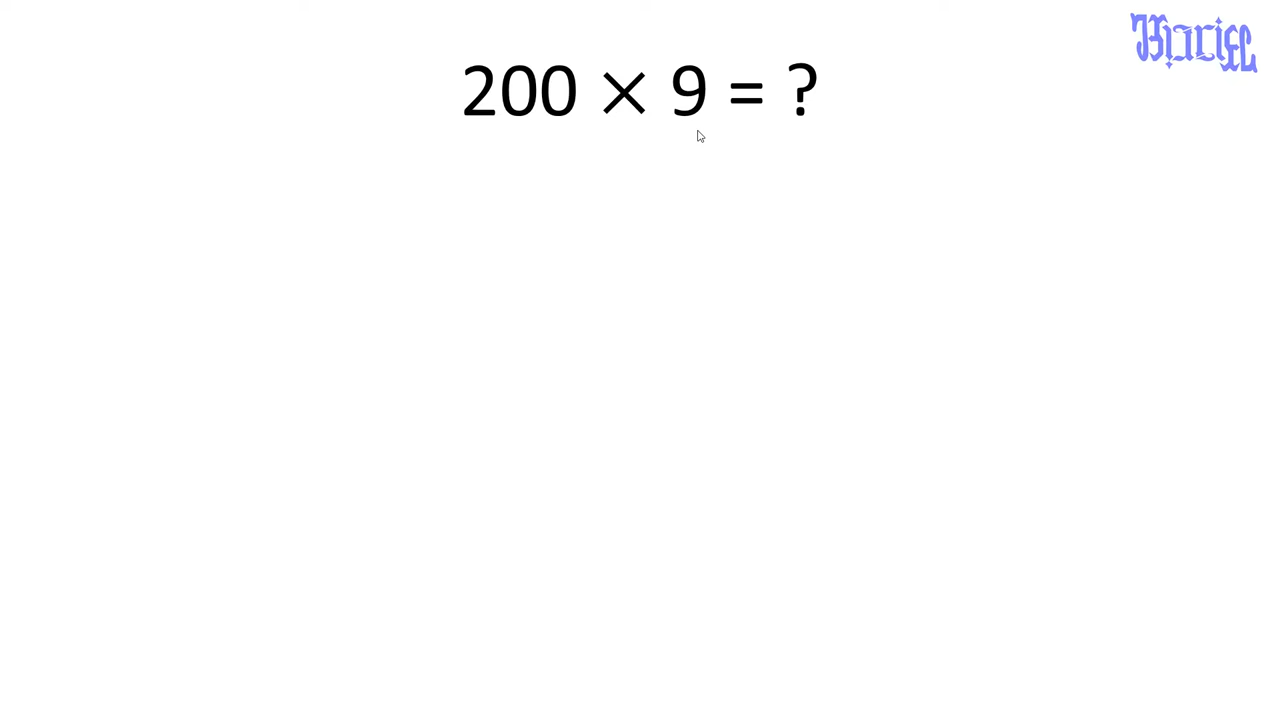 200 × 9 = ?